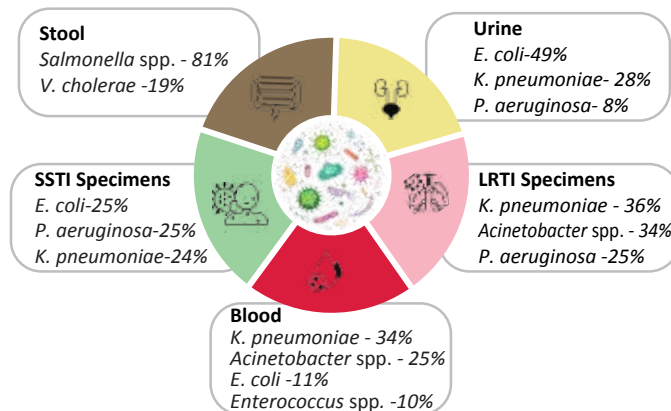 Stool
Salmonella spp. - 81%
V. cholerae -19%
Urine
E. coli-49%
K. pneumoniae- 28%
P. aeruginosa- 8%
SSTI Specimens
E. coli-25%
P. aeruginosa-25%
K. pneumoniae-24%
LRTI Specimens
K. pneumoniae - 36%
Acinetobacter spp. - 34%
P. aeruginosa - 25%
Blood
K. pneumoniae - 34%
Acinetobacter spp. - 25%
E. coli -11%
Enterococcus spp. -10%